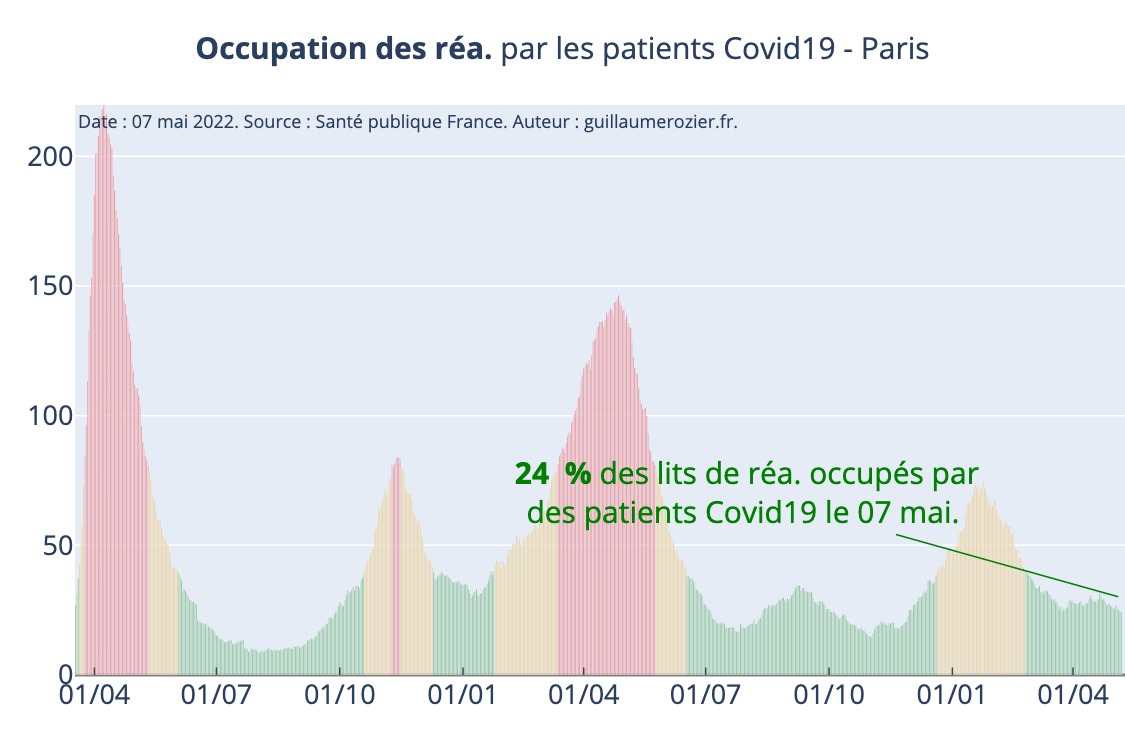 Occupation des réa. par les patients Covid19 - Paris
Date : 07 mai 2022. Source : Santé publique France. Auteur : guillaumerozier.fr.
200
150
100
24 % des lits de réa. occupés par
des patients Covid19 le 07 mai.
50
0
01/04 01/07 01/10 01/01 01/04 01/07 01/10 01/01 01/04